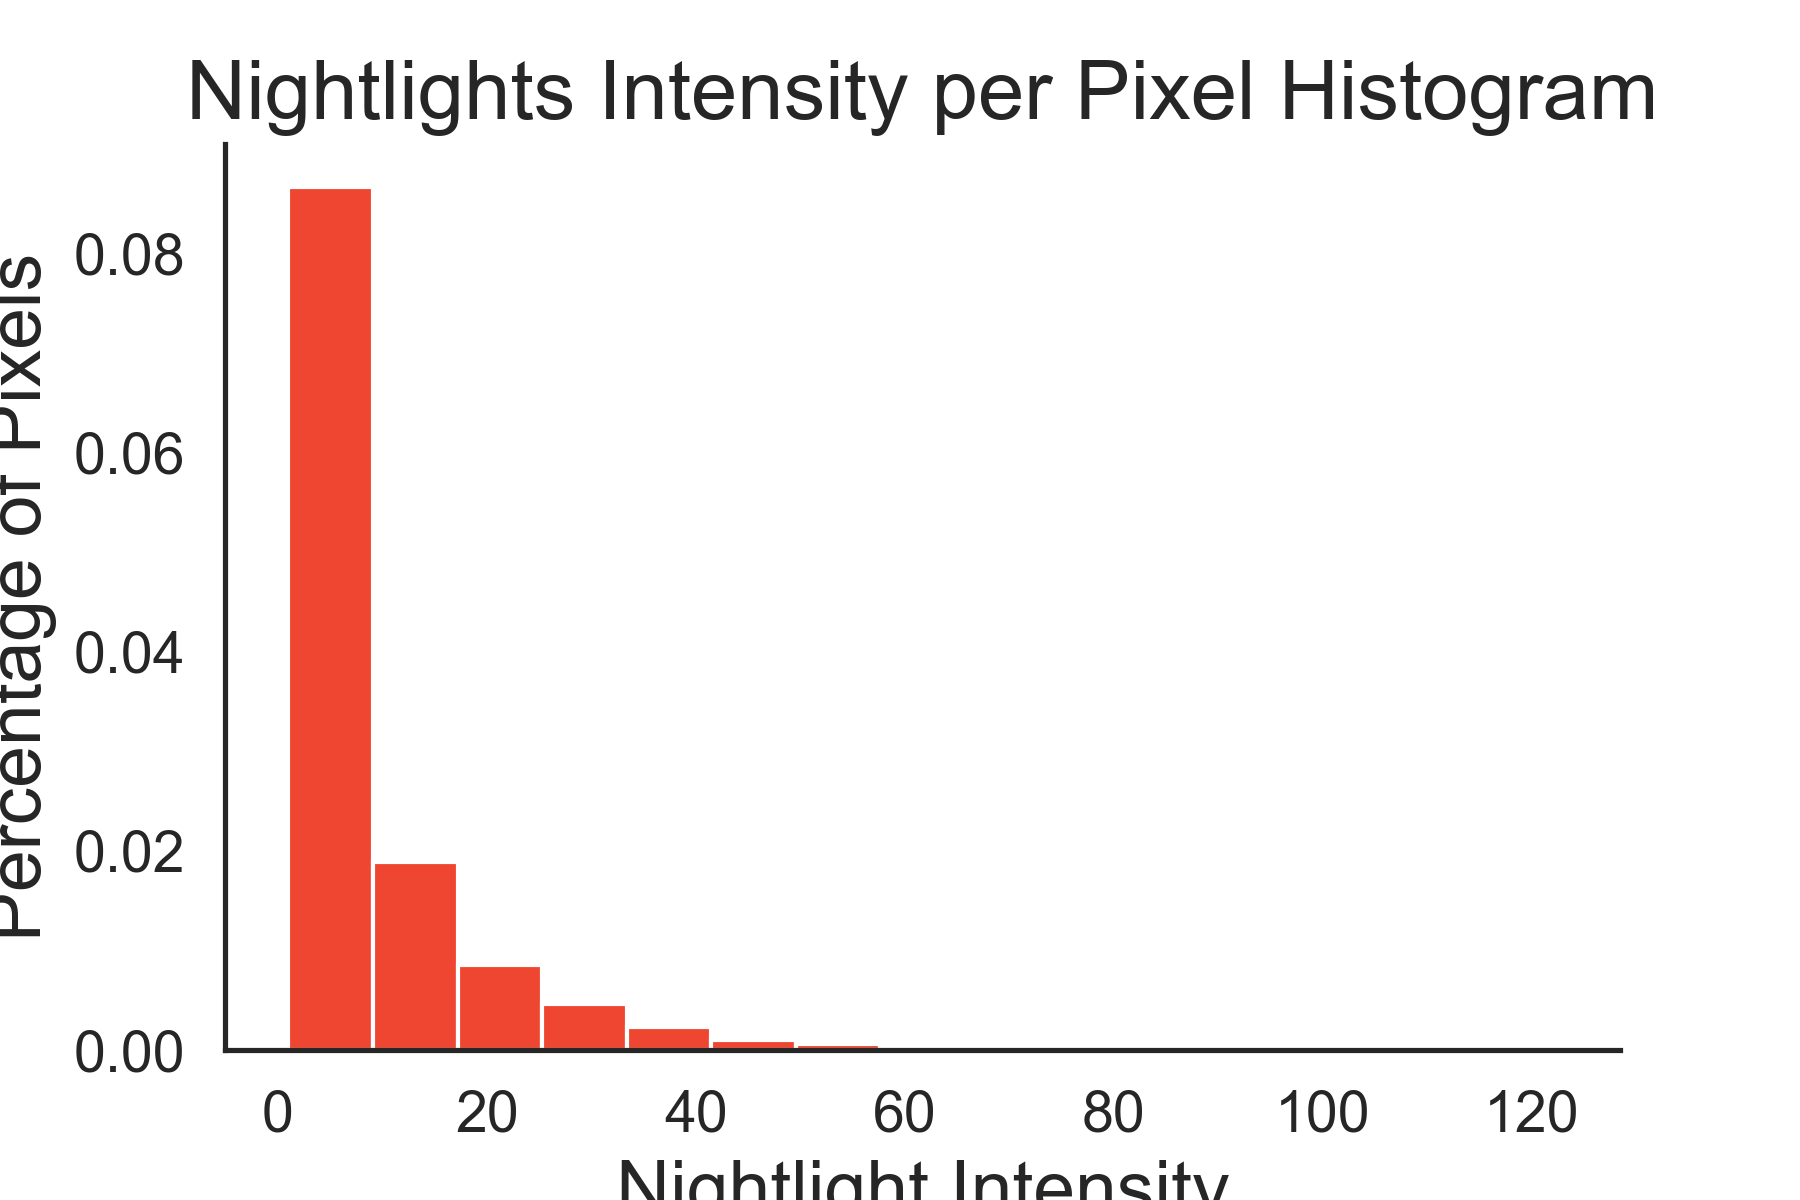 Nightlights Intensity per Pixel Histogram
Percentage of Pixels
0.08
0.06
0.04
0.02
0.00
0 20 40 60 80 100 120
Nightlight Intensity